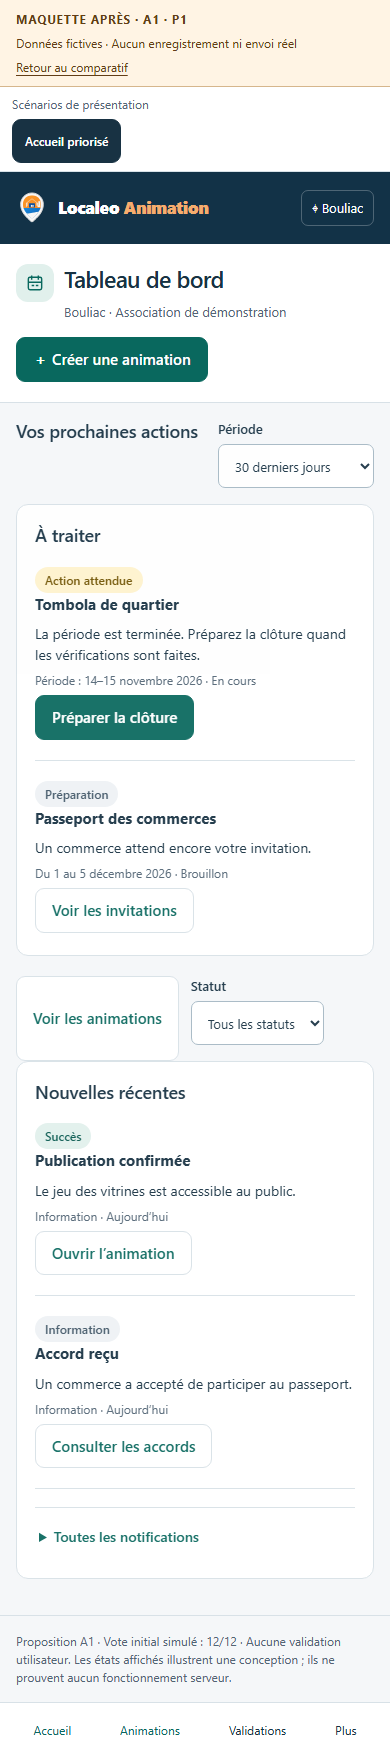 MAQUETTE APRÈS · A1 · P1
Données fictives · Aucun enregistrement ni envoi réel
Retour au comparatif
Scénarios de présentation
Accueil priorisé
Localeo Animation
Bouliac
Tableau de bord
Bouliac · Association de démonstration
+ Créer une animation
Vos prochaines actions
Période
30 derniers jours
À traiter
Action attendue
Tombola de quartier
La période est terminée. Préparez la clôture quand
les vérifications sont faites.
Période : 14–15 novembre 2026 · En cours
Préparer la clôture
Préparation
Passeport des commerces
Un commerce attend encore votre invitation.
Du 1 au 5 décembre 2026 · Brouillon
Voir les invitations
Voir les animations
Statut
Tous les statuts
Nouvelles récentes
Succès
Publication confirmée
Le jeu des vitrines est accessible au public.
Information · Aujourd’hui
Ouvrir l’animation
Information
Accord reçu
Un commerce a accepté de participer au passeport.
Information · Aujourd’hui
Consulter les accords
Toutes les notifications
Proposition A1 · Vote initial simulé : 12/12 · Aucune validation
utilisateur. Les états affichés illustrent une conception ; ils ne
prouvent aucun fonctionnement serveur.
Accueil
Animations
Validations
Plus